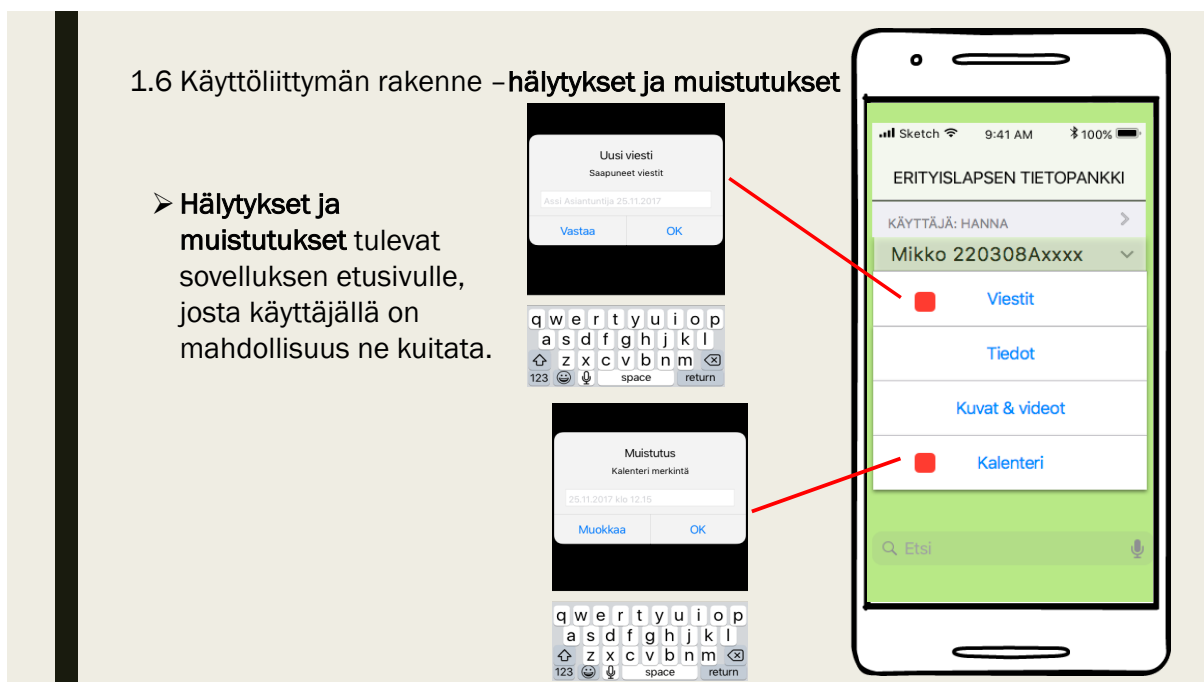 1.6 Käyttöliittymän rakenne –hälytykset ja muistutukset
Hälytykset ja
muistutukset tulevat
sovelluksen etusivulle,
josta käyttäjällä on
mahdollisuus ne kuitata.
Uusi viesti
Saapuneet viestit
Assi Asiantuntija 25.11.2017
Vastaa OK
q w e r t y u i o p
a s d f g h j k l
z x c v b n m
123 space return
Muistutus
Kalenteri merkintä
25.11.2017 klo 12.15
Muokkaa OK
q w e r t y u i o p
a s d f g h j k l
z x c v b n m
123 space return
Sketch 9:41 AM 100%
ERITYISLAPSEN TIETOPANKKI
KÄYTTÄJÄ: HANNA
Mikko 220308Axxxx
Viestit
Tiedot
Kuvat & videot
Kalenteri
Etsi